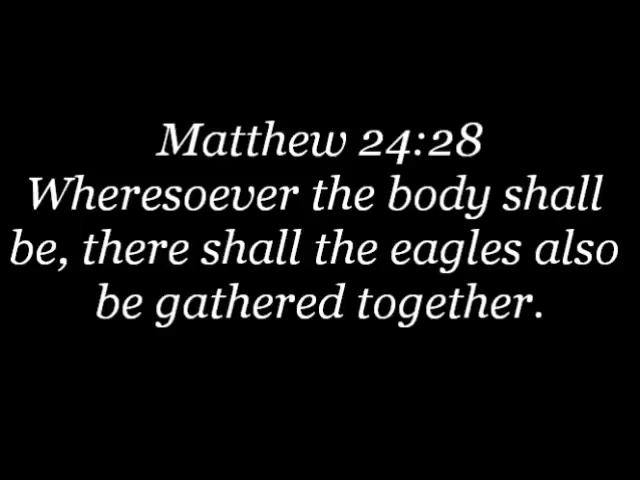 Matthew 24:28
Wheresoever the body shall
be, there shall the eagles also
be gathered together.